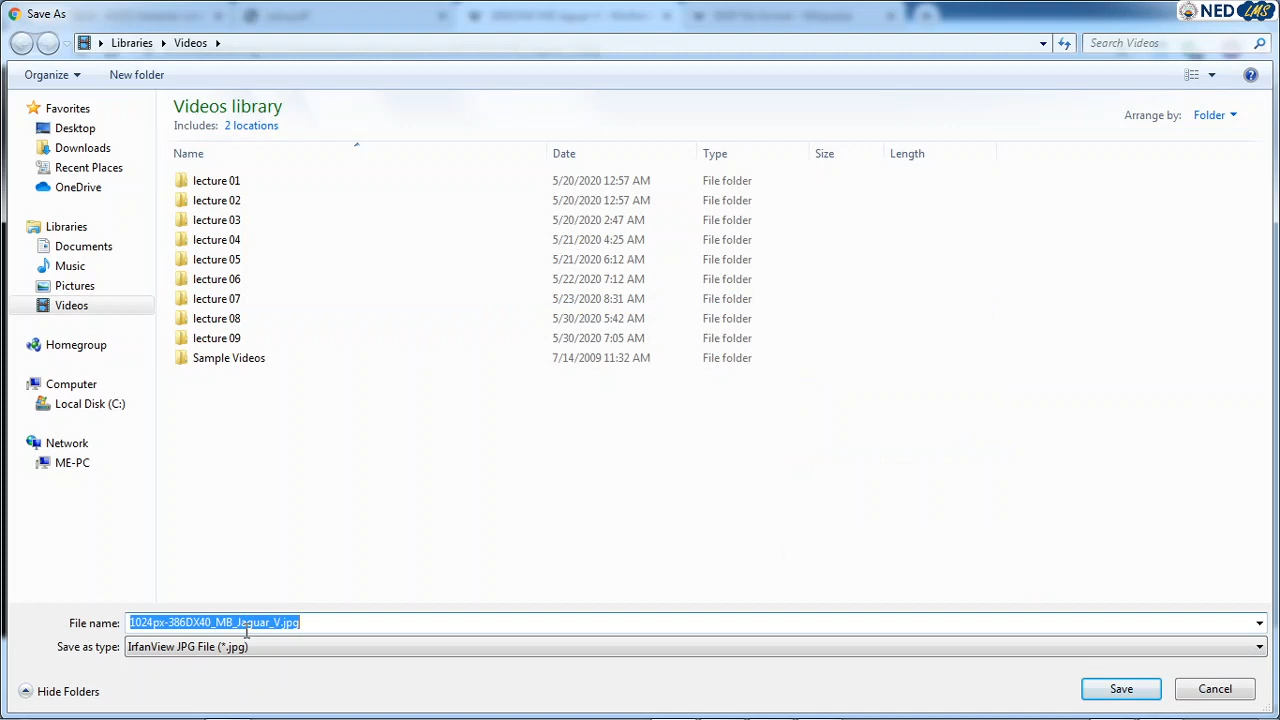 Save As
NED LMS
Libraries Videos
Search Videos
Organize New folder
Favorites
Desktop
Downloads
Recent Places
OneDrive
Libraries
Documents
Music
Pictures
Videos
Homegroup
Computer
Local Disk (C:)
Network
ME-PC
Videos library
Includes: 2 locations
Arrange by: Folder
Name Date Type Size Length
lecture 01 5/20/2020 12:57 AM File folder
lecture 02 5/20/2020 12:57 AM File folder
lecture 03 5/20/2020 2:47 AM File folder
lecture 04 5/21/2020 4:25 AM File folder
lecture 05 5/21/2020 6:12 AM File folder
lecture 06 5/22/2020 7:12 AM File folder
lecture 07 5/23/2020 8:31 AM File folder
lecture 08 5/30/2020 5:42 AM File folder
lecture 09 5/30/2020 7:05 AM File folder
Sample Videos 7/14/2009 11:32 AM File folder
File name: 1024px-386DX40_MB_Jaguar_V.jpg
Save as type: IrfanView JPG File (*.jpg)
Hide Folders
Save Cancel